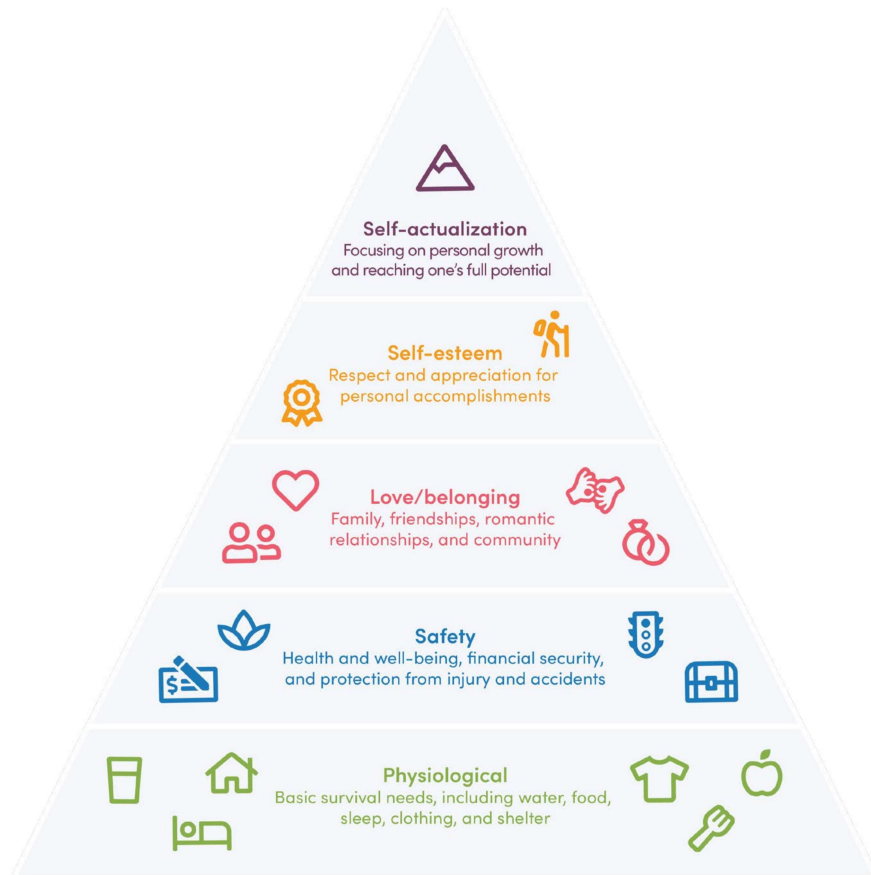 Self-actualization
Focusing on personal growth
and reaching one's full potential
Self-esteem
Respect and appreciation for
personal accomplishments
Love/belonging
Family, friendships, romantic
relationships, and community
Safety
Health and well-being, financial security,
and protection from injury and accidents
$
Physiological
Basic survival needs, including water, food,
sleep, clothing, and shelter